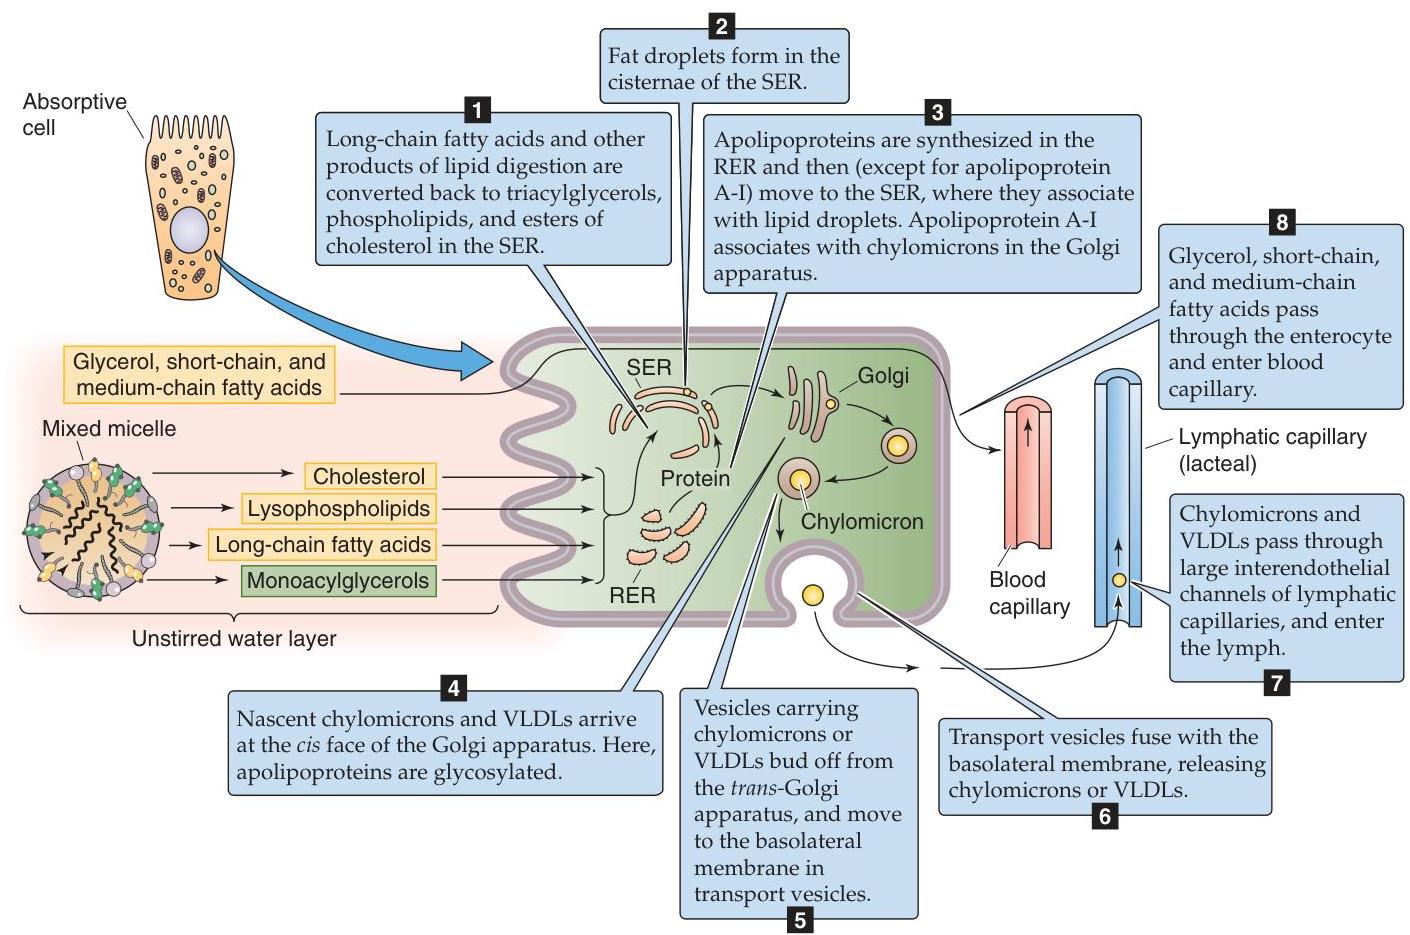 Absorptive
cell
1
Long-chain fatty acids and other
products of lipid digestion are
converted back to triacylglycerols,
phospholipids, and esters of
cholesterol in the SER.
2
Fat droplets form in the
cisternae of the SER.
3
Apolipoproteins are synthesized in the
RER and then (except for apolipoprotein
A-I) move to the SER, where they associate
with lipid droplets. Apolipoprotein A-I
associates with chylomicrons in the Golgi
apparatus.
8
Glycerol, short-chain,
and medium-chain
fatty acids pass
through the enterocyte
and enter blood
capillary.
Glycerol, short-chain, and
medium-chain fatty acids
Mixed micelle
Cholesterol
Lysophospholipids
Long-chain fatty acids
Monoacylglycerols
Unstirred water layer
SER
Golgi
Protein
Chylomicron
RER
Blood
capillary
Lymphatic capillary
(lacteal)
Chylomicrons and
VLDLs pass through
large interendothelial
channels of lymphatic
capillaries, and enter
the lymph.
7
4
Nascent chylomicrons and VLDLs arrive
at the cis face of the Golgi apparatus. Here,
apolipoproteins are glycosylated.
Vesicles carrying
chylomicrons or
VLDLs bud off from
the trans-Golgi
apparatus, and move
to the basolateral
membrane in
transport vesicles.
5
Transport vesicles fuse with the
basolateral membrane, releasing
chylomicrons or VLDLs.
6